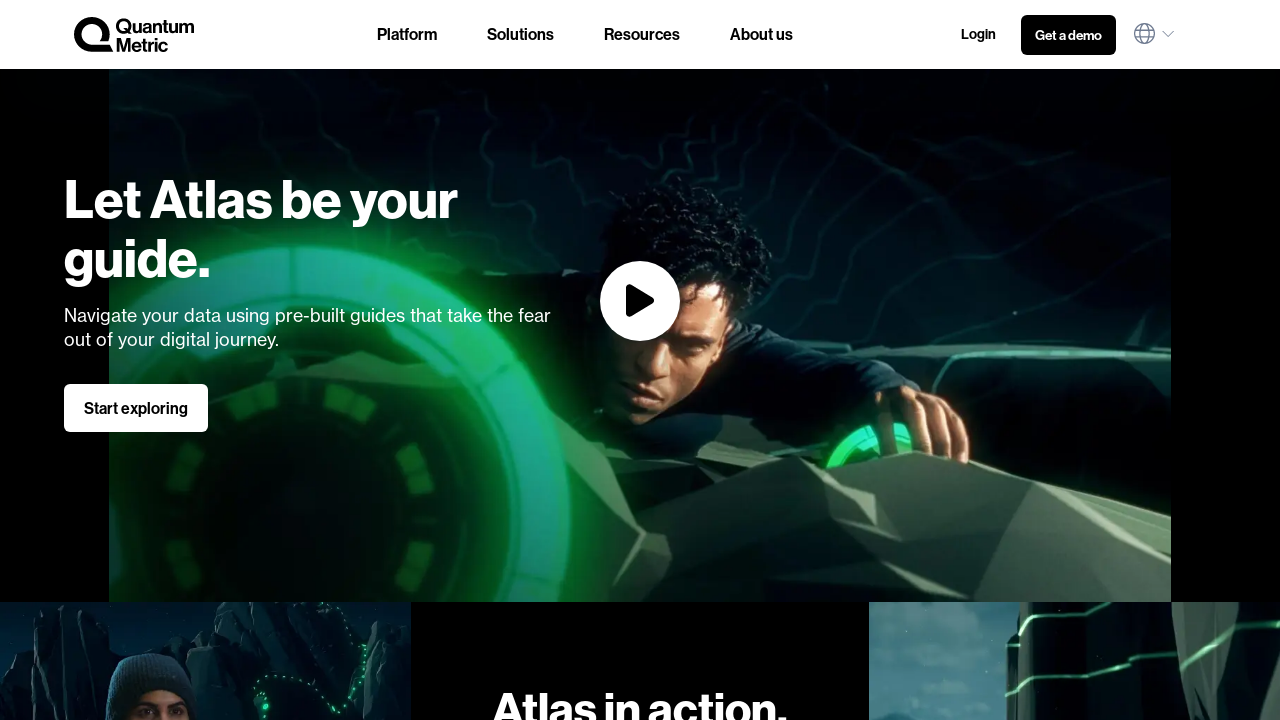 Quantum
Metric
Platform
Solutions
Resources
About us
Login
Get a demo
Let Atlas be your
guide.
Navigate your data using pre-built guides that take the fear
out of your digital journey.
Start exploring
Atlas in action.